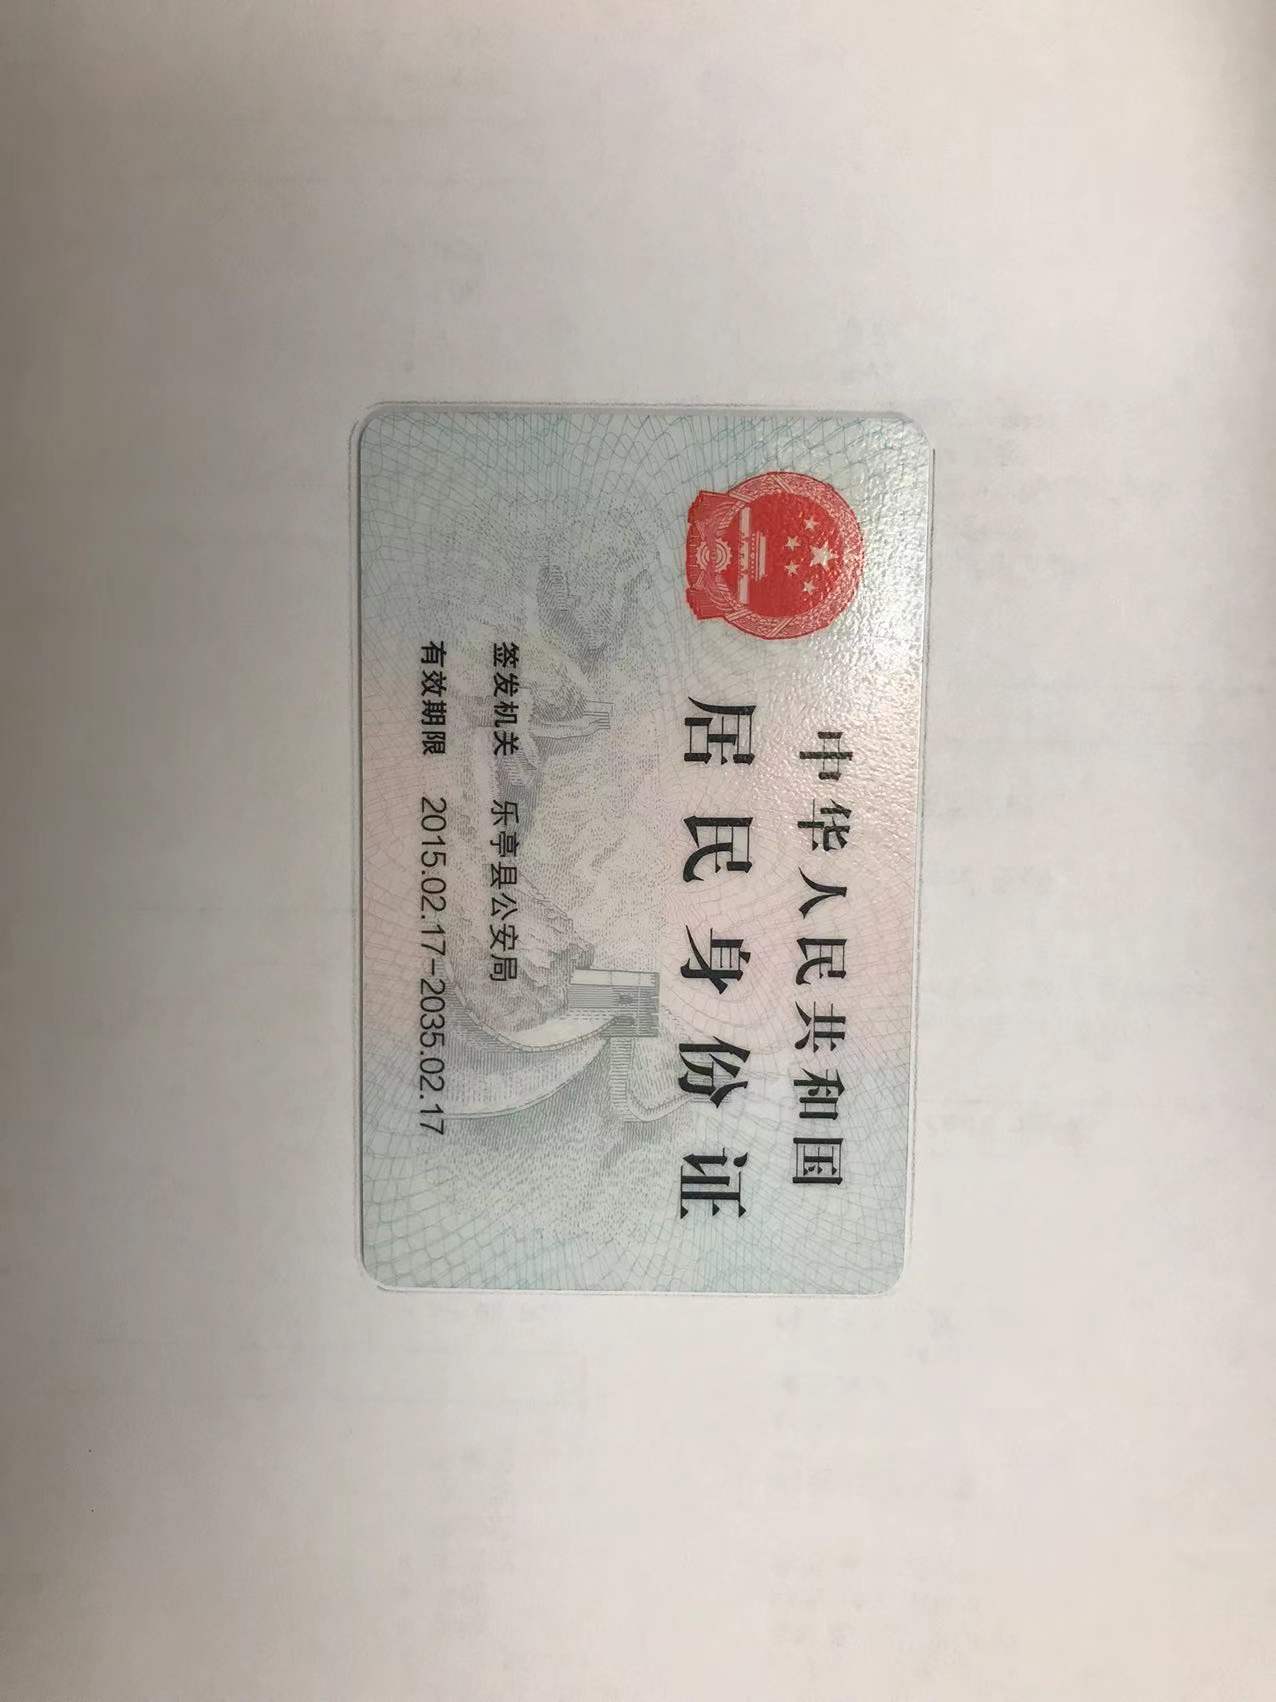 中华人民共和国
居民身份证
签发机关 乐亭县公安局
有效期限 2015.02.17-2035.02.17